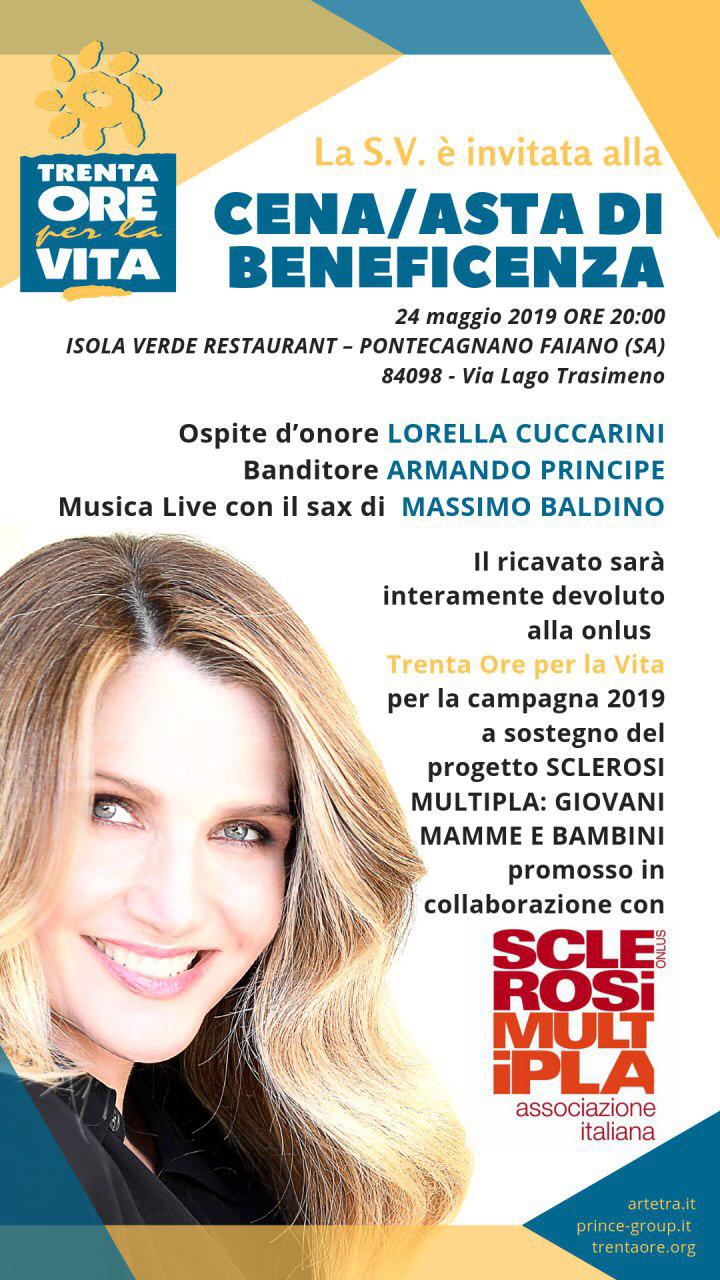 TRENTA
ORE
per la
VITA
La S.V. è invitata alla
CENA/ASTA DI
BENEFICENZA
24 maggio 2019 ORE 20:00
ISOLA VERDE RESTAURANT – PONTECAGNANO FAIANO (SA)
84098 - Via Lago Trasimeno
Ospite d’onore LORELLA CUCCARINI
Banditore ARMANDO PRINCIPE
Musica Live con il sax di MASSIMO BALDINO
Il ricavato sarà
interamente devoluto
alla onlus
Trenta Ore per la Vita
per la campagna 2019
a sostegno del
progetto SCLEROSI
MULTIPLA: GIOVANI
MAMME E BAMBINI
promosso in
collaborazione con
SCLE
ROSi
MULT
iPLA
ONLUS
associazione
italiana
artetra.it
prince-group.it
trentaore.org